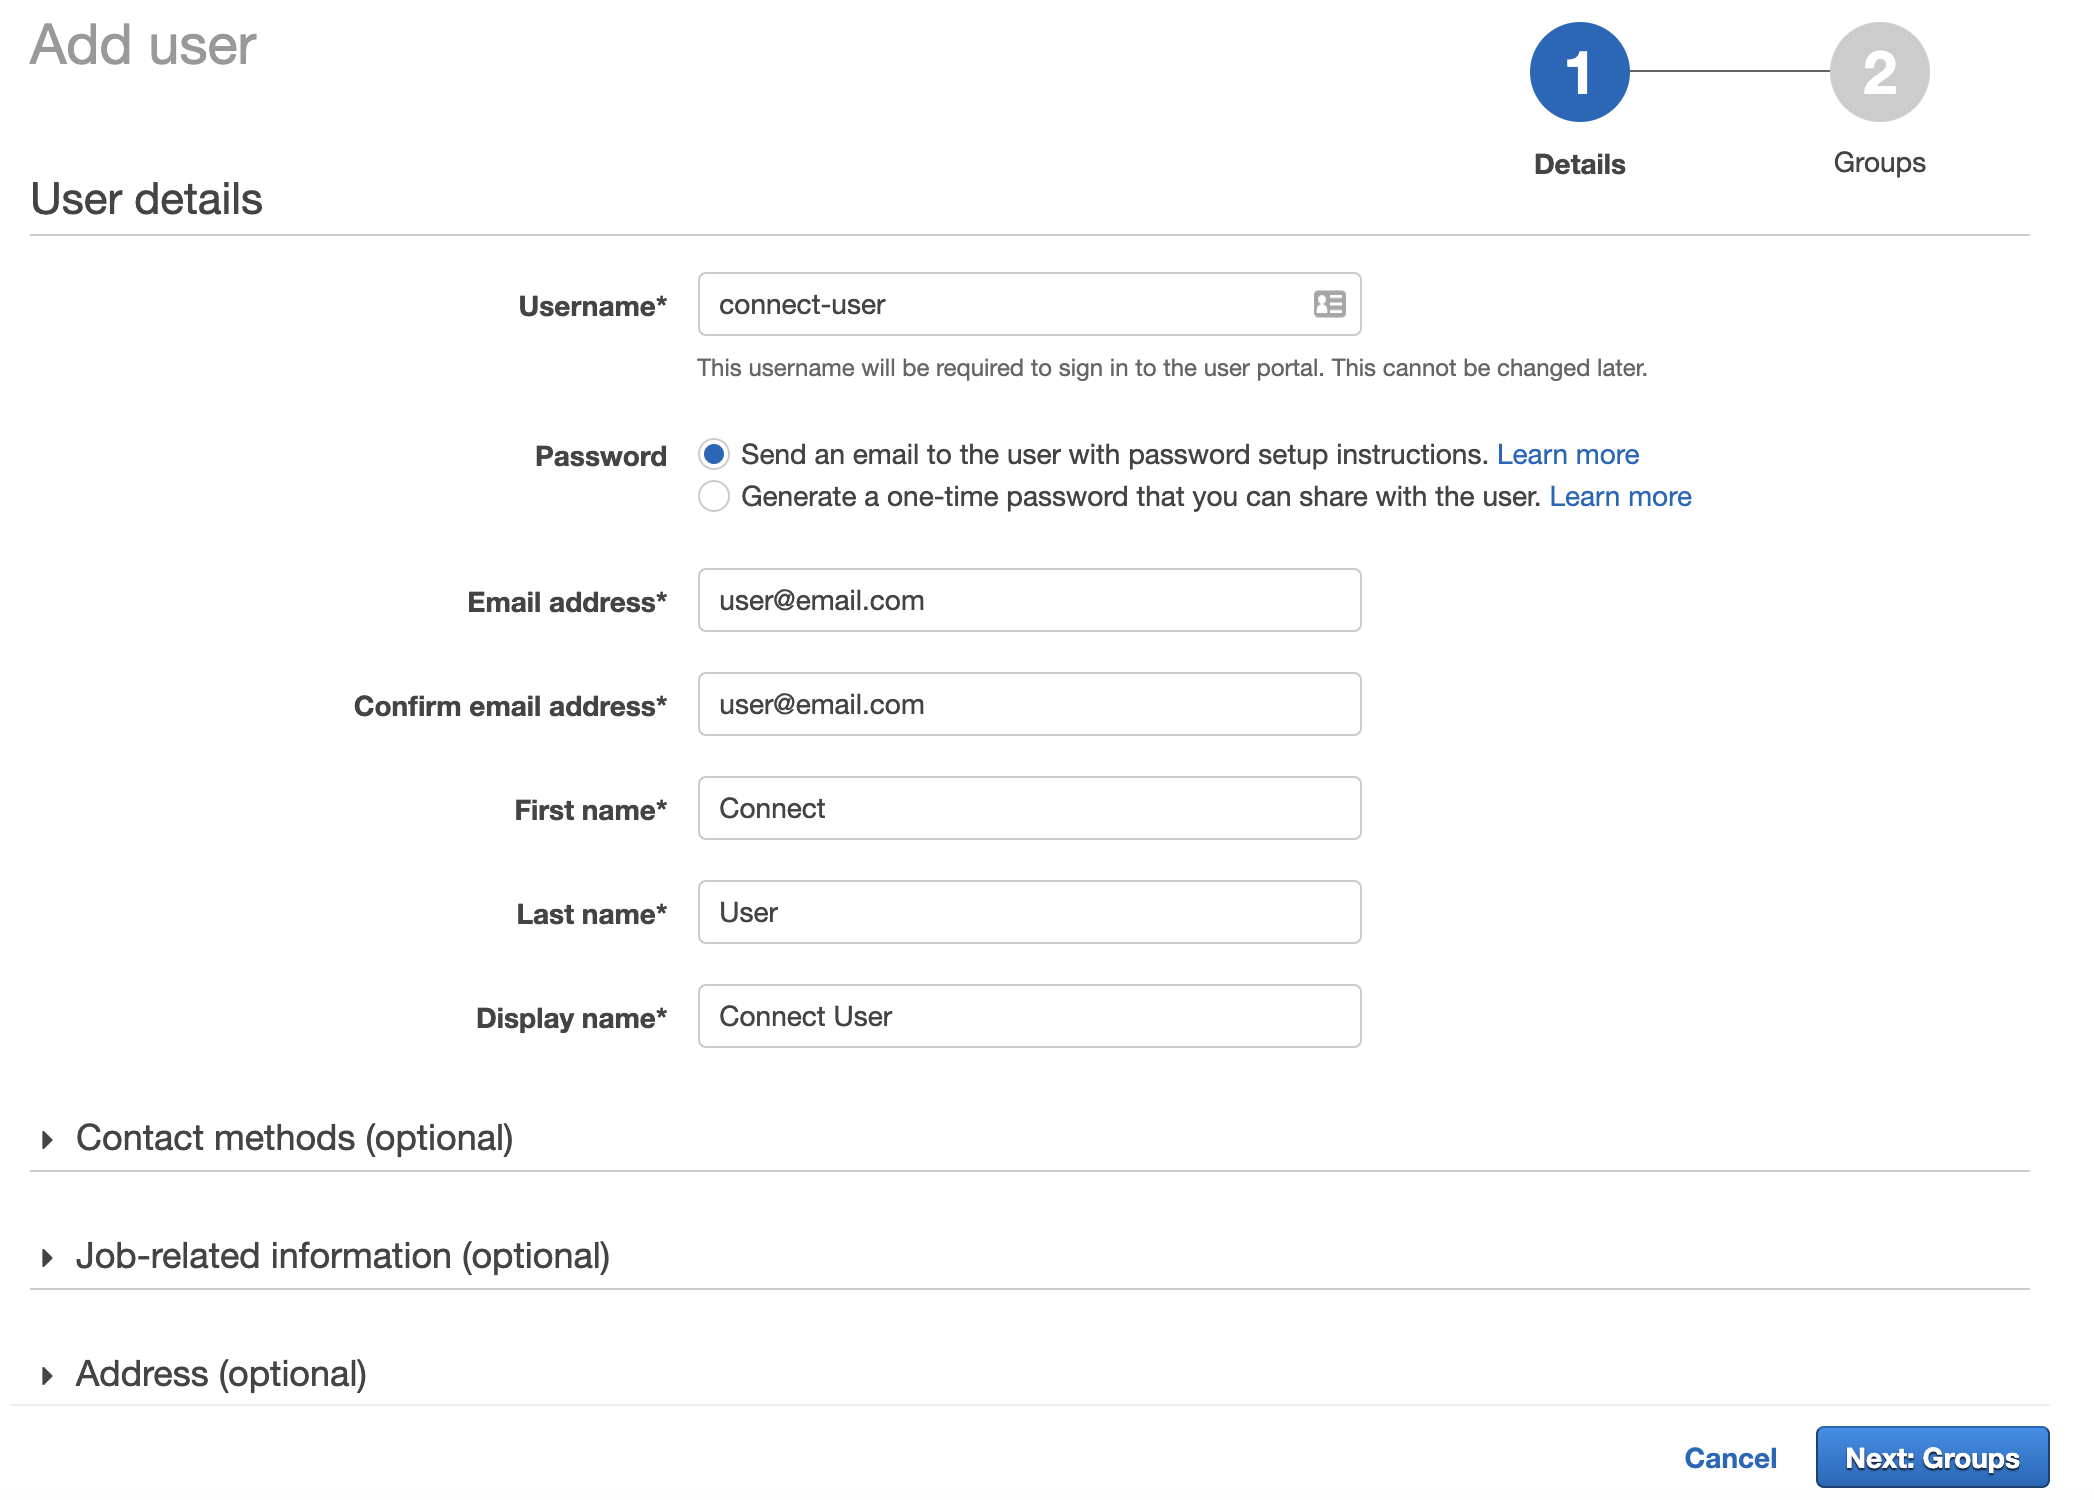 Add user
1
2
Details
Groups
User details
Username*
connect-user
This username will be required to sign in to the user portal. This cannot be changed later.
Password
Send an email to the user with password setup instructions. Learn more
Generate a one-time password that you can share with the user. Learn more
Email address*
user@email.com
Confirm email address*
user@email.com
First name*
Connect
Last name*
User
Display name*
Connect User
Contact methods (optional)
Job-related information (optional)
Address (optional)
Cancel
Next: Groups